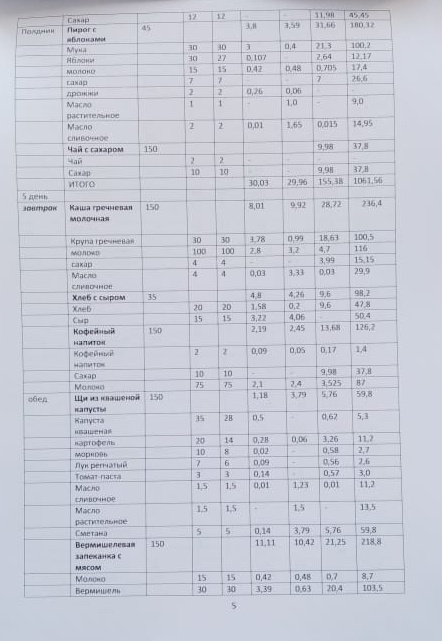 Сахар 12 12 - - 11,98 45,45
Полдник Пирог с 45 3,8 3,59 31,66 180,32
яблоками
Мука 30 30 3 0,4 21,3 100,2
Яблоки 30 27 0,107 2,64 12,17
молоко 15 15 0,42 0,48 0,705 17,4
сахар 7 7 - - 7 26,6
дрожжи 2 2 0,26 0,06 -
Масло 1 1 - 1,0 - 9,0
растительное
Масло 2 2 0,01 1,65 0,015 14,95
сливочное
Чай с сахаром 150 9,98 37,8
Чай 2 2 - -
Сахар 10 10 - - 9,98 37,8
ИТОГО 30,03 29,96 155,38 1061,56
5 день
завтрак Каша гречневая 150 8,01 9,92 28,72 236,4
молочная
Крупа гречневая 30 30 3,78 0,99 18,63 100,5
молоко 100 100 2,8 3,2 4,7 116
сахар 4 4 - - 3,99 15,15
Масло 4 4 0,03 3,33 0,03 29,9
сливочное
Хлеб с сыром 35 4,8 4,26 9,6 98,2
Хлеб 20 20 1,58 0,2 9,6 47,8
Сыр 15 15 3,22 4,06 - 50,4
Кофейный 150 2,19 2,45 13,68 126,2
напиток
Кофейный 2 2 0,09 0,05 0,17 1,4
напиток
Сахар 10 10 - 9,98 37,8
Молоко 75 75 2,1 2,4 3,525 87
обед Щи из квашеной 150 1,18 3,79 5,76 59,8
капусты
Капуста 35 28 0,5 - 0,62 5,3
квашеная
картофель 20 14 0,28 0,06 3,26 11,2
морковь 10 8 0,02 - 0,58 2,7
Лук репчатый 7 6 0,09 0,56 2,6
Томат-паста 3 3 0,14 - 0,57 3,0
Масло 1,5 1,5 0,01 1,23 0,01 11,2
сливочное
Масло 1,5 1,5 - 1,5 - 13,5
растительное
Сметана 5 5 0,14 3,79 5,76 59,8
Вермишелевая 150 11,11 10,42 21,25 218,8
запеканка с
мясом
Молоко 15 15 0,42 0,48 0,7 8,7
Вермишель 30 30 3,39 0,63 20,4 103,5
5